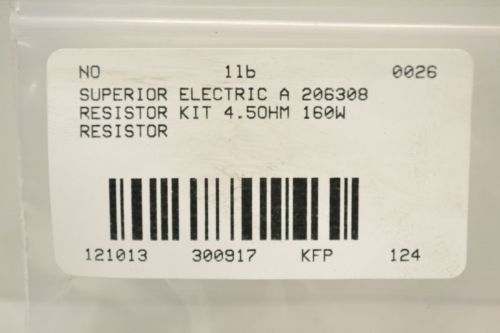 NO 1lb 0026
SUPERIOR ELECTRIC A 206308
RESISTOR KIT 4.5OHM 160W
RESISTOR
121013 300917 KFP 124